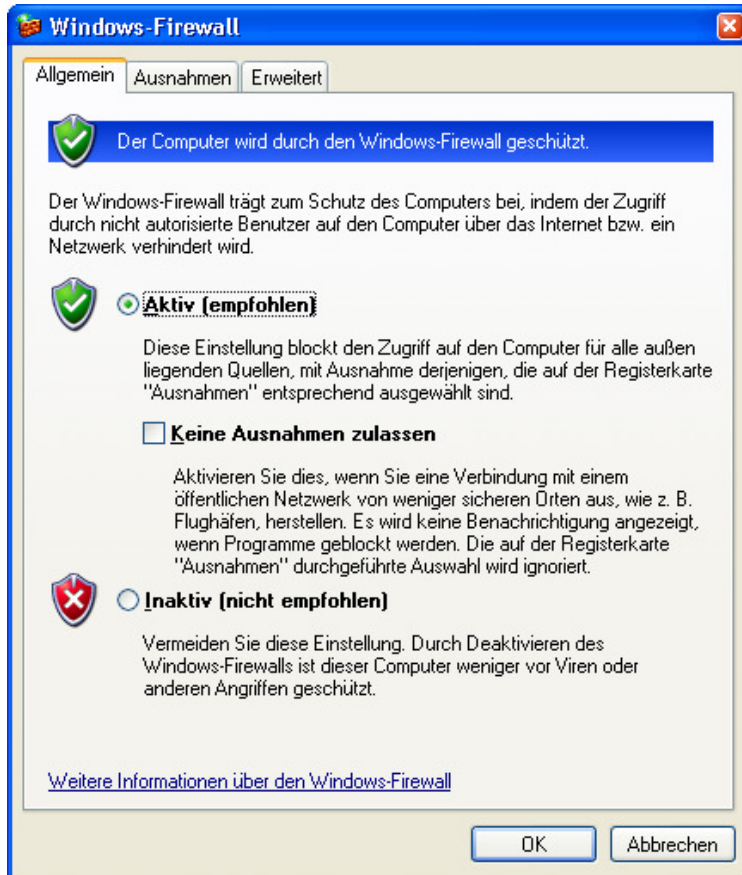 Windows-Firewall
Allgemein Ausnahmen Erweitert
Der Computer wird durch den Windows-Firewall geschützt.
Der Windows-Firewall trägt zum Schutz des Computers bei, indem der Zugriff
durch nicht autorisierte Benutzer auf den Computer über das Internet bzw. ein
Netzwerk verhindert wird.
Aktiv (empfohlen)
Diese Einstellung blockt den Zugriff auf den Computer für alle außen
liegenden Quellen, mit Ausnahme derjenigen, die auf der Registerkarte
"Ausnahmen" entsprechend ausgewählt sind.
Keine Ausnahmen zulassen
Aktivieren Sie dies, wenn Sie eine Verbindung mit einem
öffentlichen Netzwerk von weniger sicheren Orten aus, wie z. B.
Flughäfen, herstellen. Es wird keine Benachrichtigung angezeigt,
wenn Programme geblockt werden. Die auf der Registerkarte
"Ausnahmen" durchgeführte Auswahl wird ignoriert.
Inaktiv (nicht empfohlen)
Vermeiden Sie diese Einstellung. Durch Deaktivieren des
Windows-Firewalls ist dieser Computer weniger vor Viren oder
anderen Angriffen geschützt.
Weitere Informationen über den Windows-Firewall
OK Abbrechen